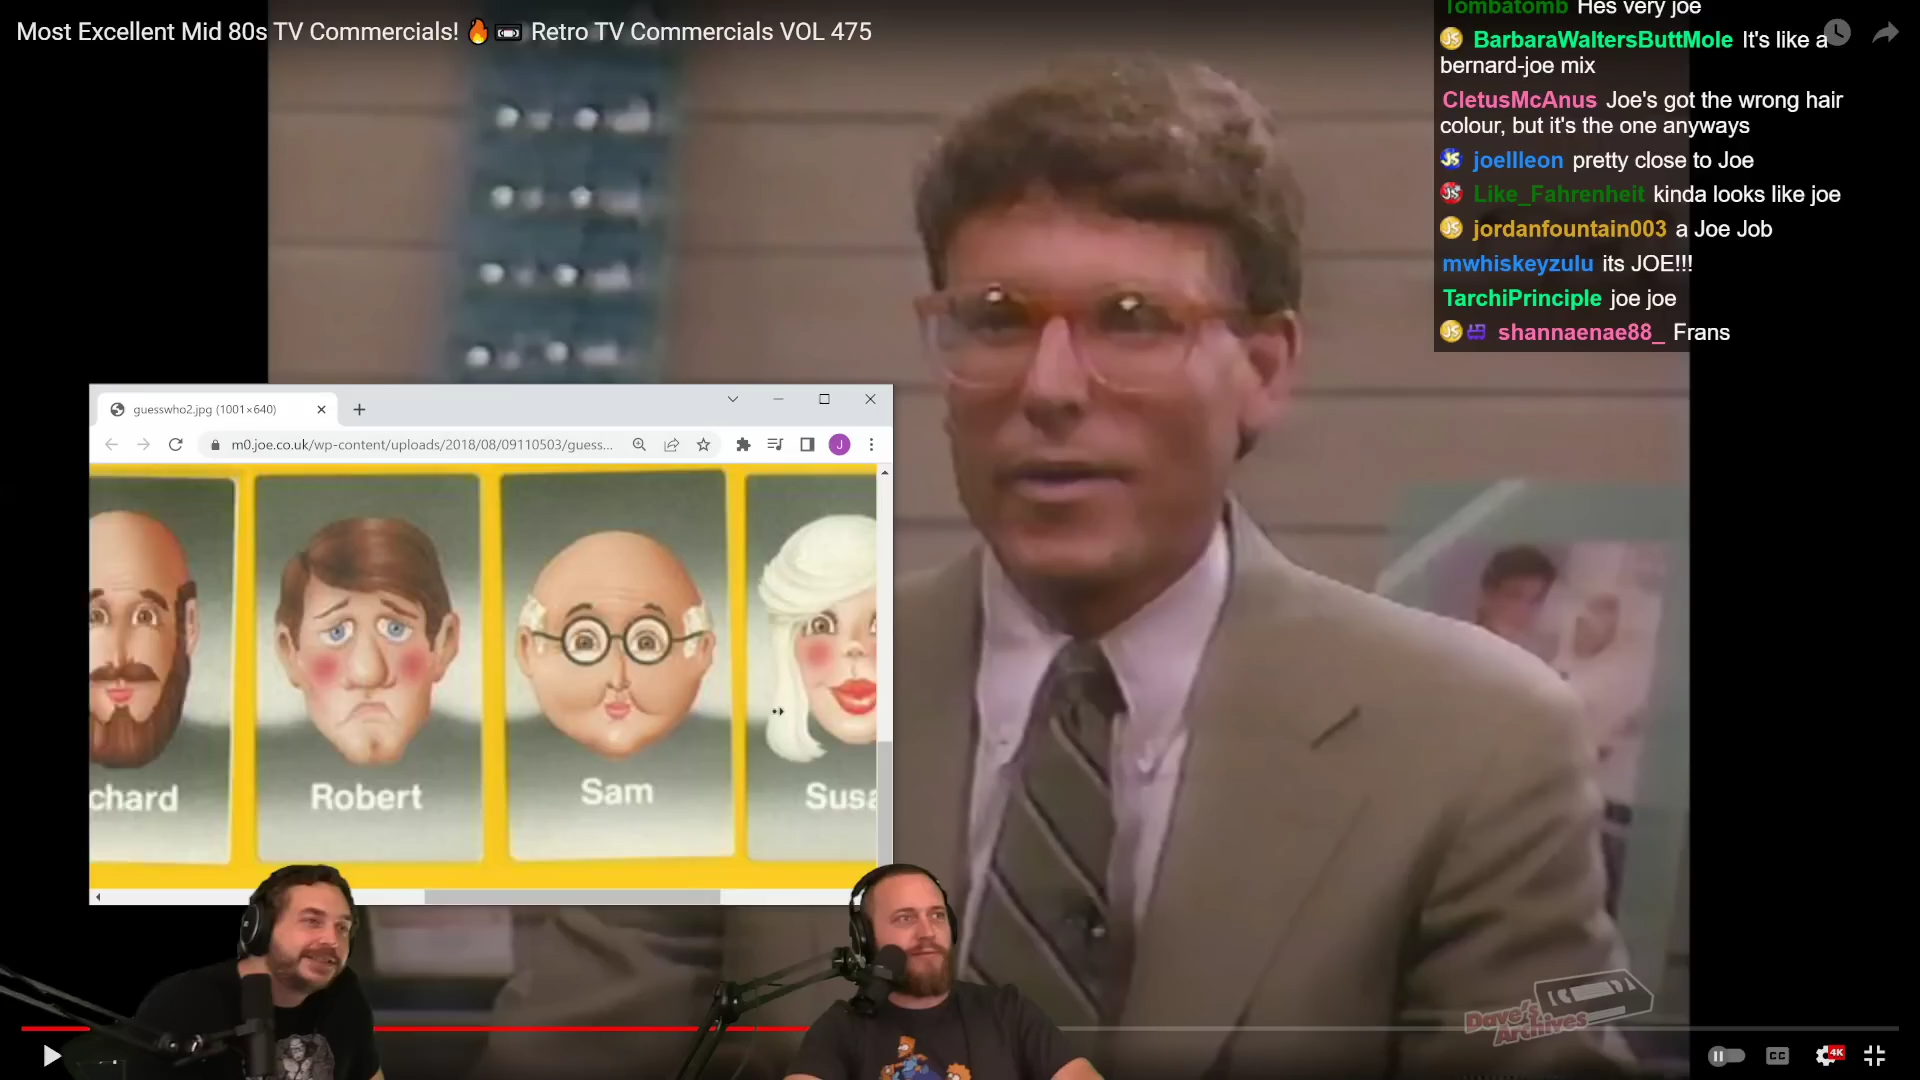 Most Excellent Mid 80s TV Commercials! 🔥📼 Retro TV Commercials VOL 475
Tombatomb Hes very joe
BarbaraWaltersButtMole It's like a
bernard-joe mix
CletusMcAnus Joe's got the wrong hair
colour, but it's the one anyways
joellleon pretty close to Joe
Like_Fahrenheit kinda looks like joe
jordanfountain003 a Joe Job
mwhiskeyzulu its JOE!!!
TarchiPrinciple joe joe
shannaenae88_ Frans
guesswho2.jpg (1001×640)
m0.joe.co.uk/wp-content/uploads/2018/08/09110503/guess...
J
chard
Robert
Sam
Susa
Dave's
Archives
CC
4K